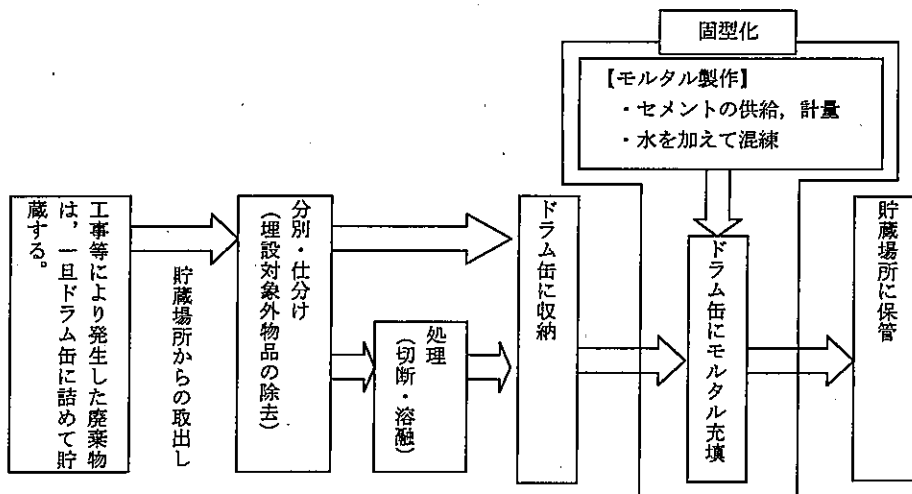 固型化
【モルタル製作】
・セメントの供給，計量
・水を加えて混練
工事等により発生した廃棄物
は，一旦ドラム缶に詰めて貯
蔵する。
貯蔵場所からの取出し
分別・仕分け
（埋設対象外物品の除去）
処理
（切断・溶融）
ドラム缶に収納
ドラム缶にモルタル充填
貯蔵場所に保管